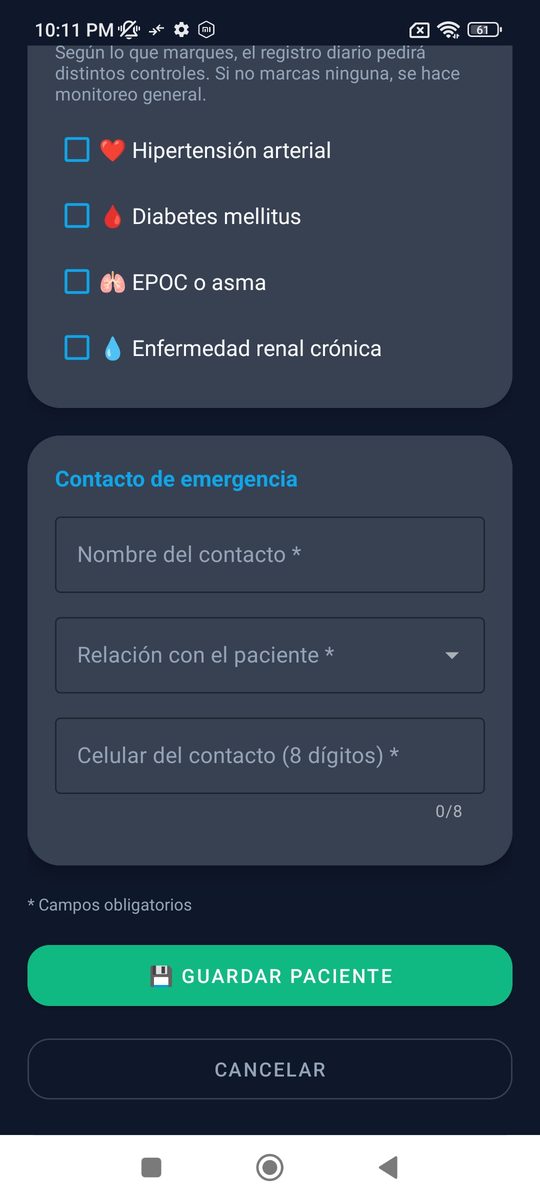 10:11 PM
61
Según lo que marques, el registro diario pedirá
distintos controles. Si no marcas ninguna, se hace
monitoreo general.
Hipertensión arterial
Diabetes mellitus
EPOC o asma
Enfermedad renal crónica
Contacto de emergencia
Nombre del contacto *
Relación con el paciente *
Celular del contacto (8 dígitos) *
0/8
* Campos obligatorios
GUARDAR PACIENTE
CANCELAR